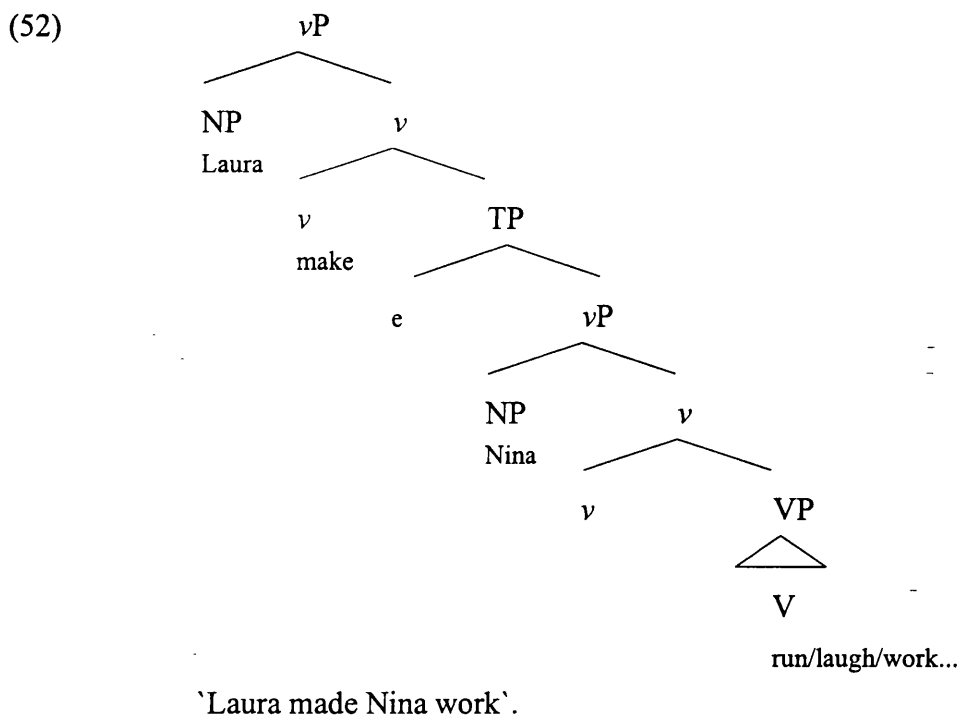 (52) vP
NP v
Laura
v TP
make
e vP
NP v
Nina
v VP
V
run/laugh/work...
`Laura made Nina work`.